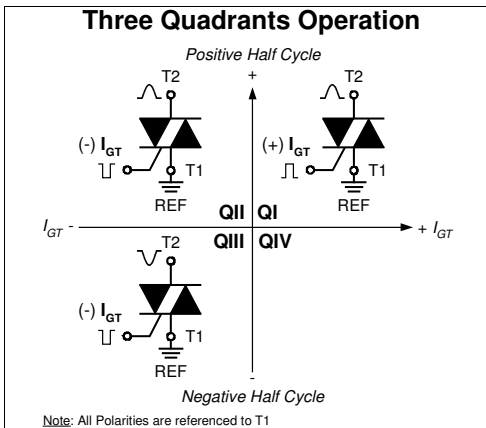 Three Quadrants Operation
Positive Half Cycle
T2 + T2
(-) IGT (+) IGT
T1 T1
REF REF
QII QI
IGT - + IGT
QIII QIV
T2
(-) IGT
T1
REF
-
Negative Half Cycle
Note: All Polarities are referenced to T1